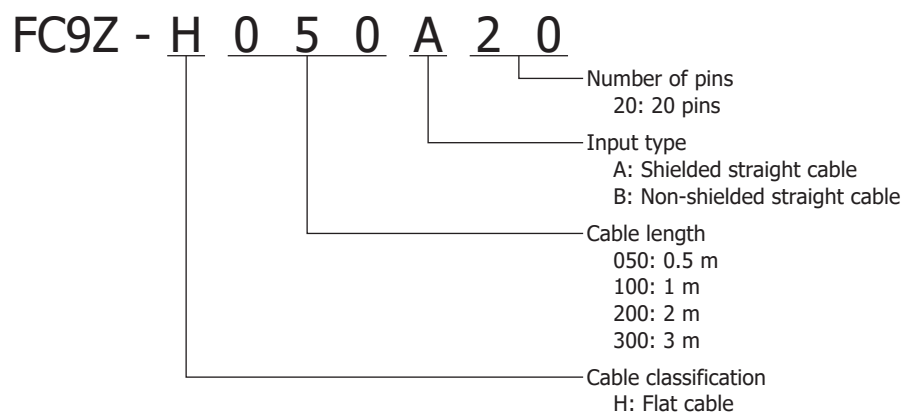 FC9Z - H 0 5 0 A 2 0
Number of pins
20: 20 pins
Input type
A: Shielded straight cable
B: Non-shielded straight cable
Cable length
050: 0.5 m
100: 1 m
200: 2 m
300: 3 m
Cable classification
H: Flat cable